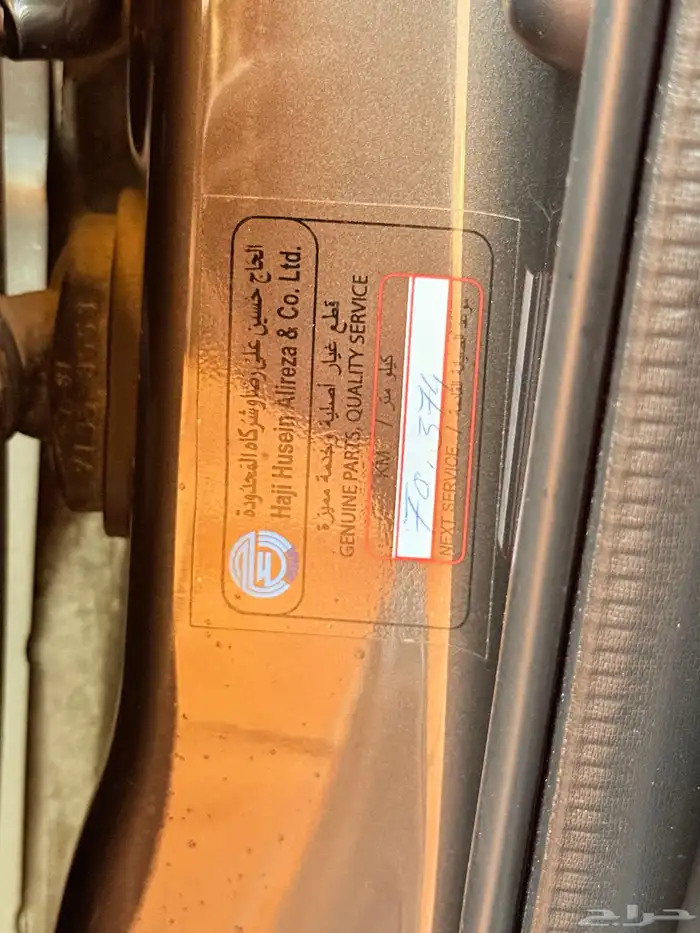 الحاج حسين علي رضا وشركاه المحدودة
Haji Husein Alireza & Co. Ltd.
قطع غيار أصلية وخدمة مميزة
GENUINE PARTS, QUALITY SERVICE
KM / كيلو متر
70.374
NEXT SERVICE /
حراج